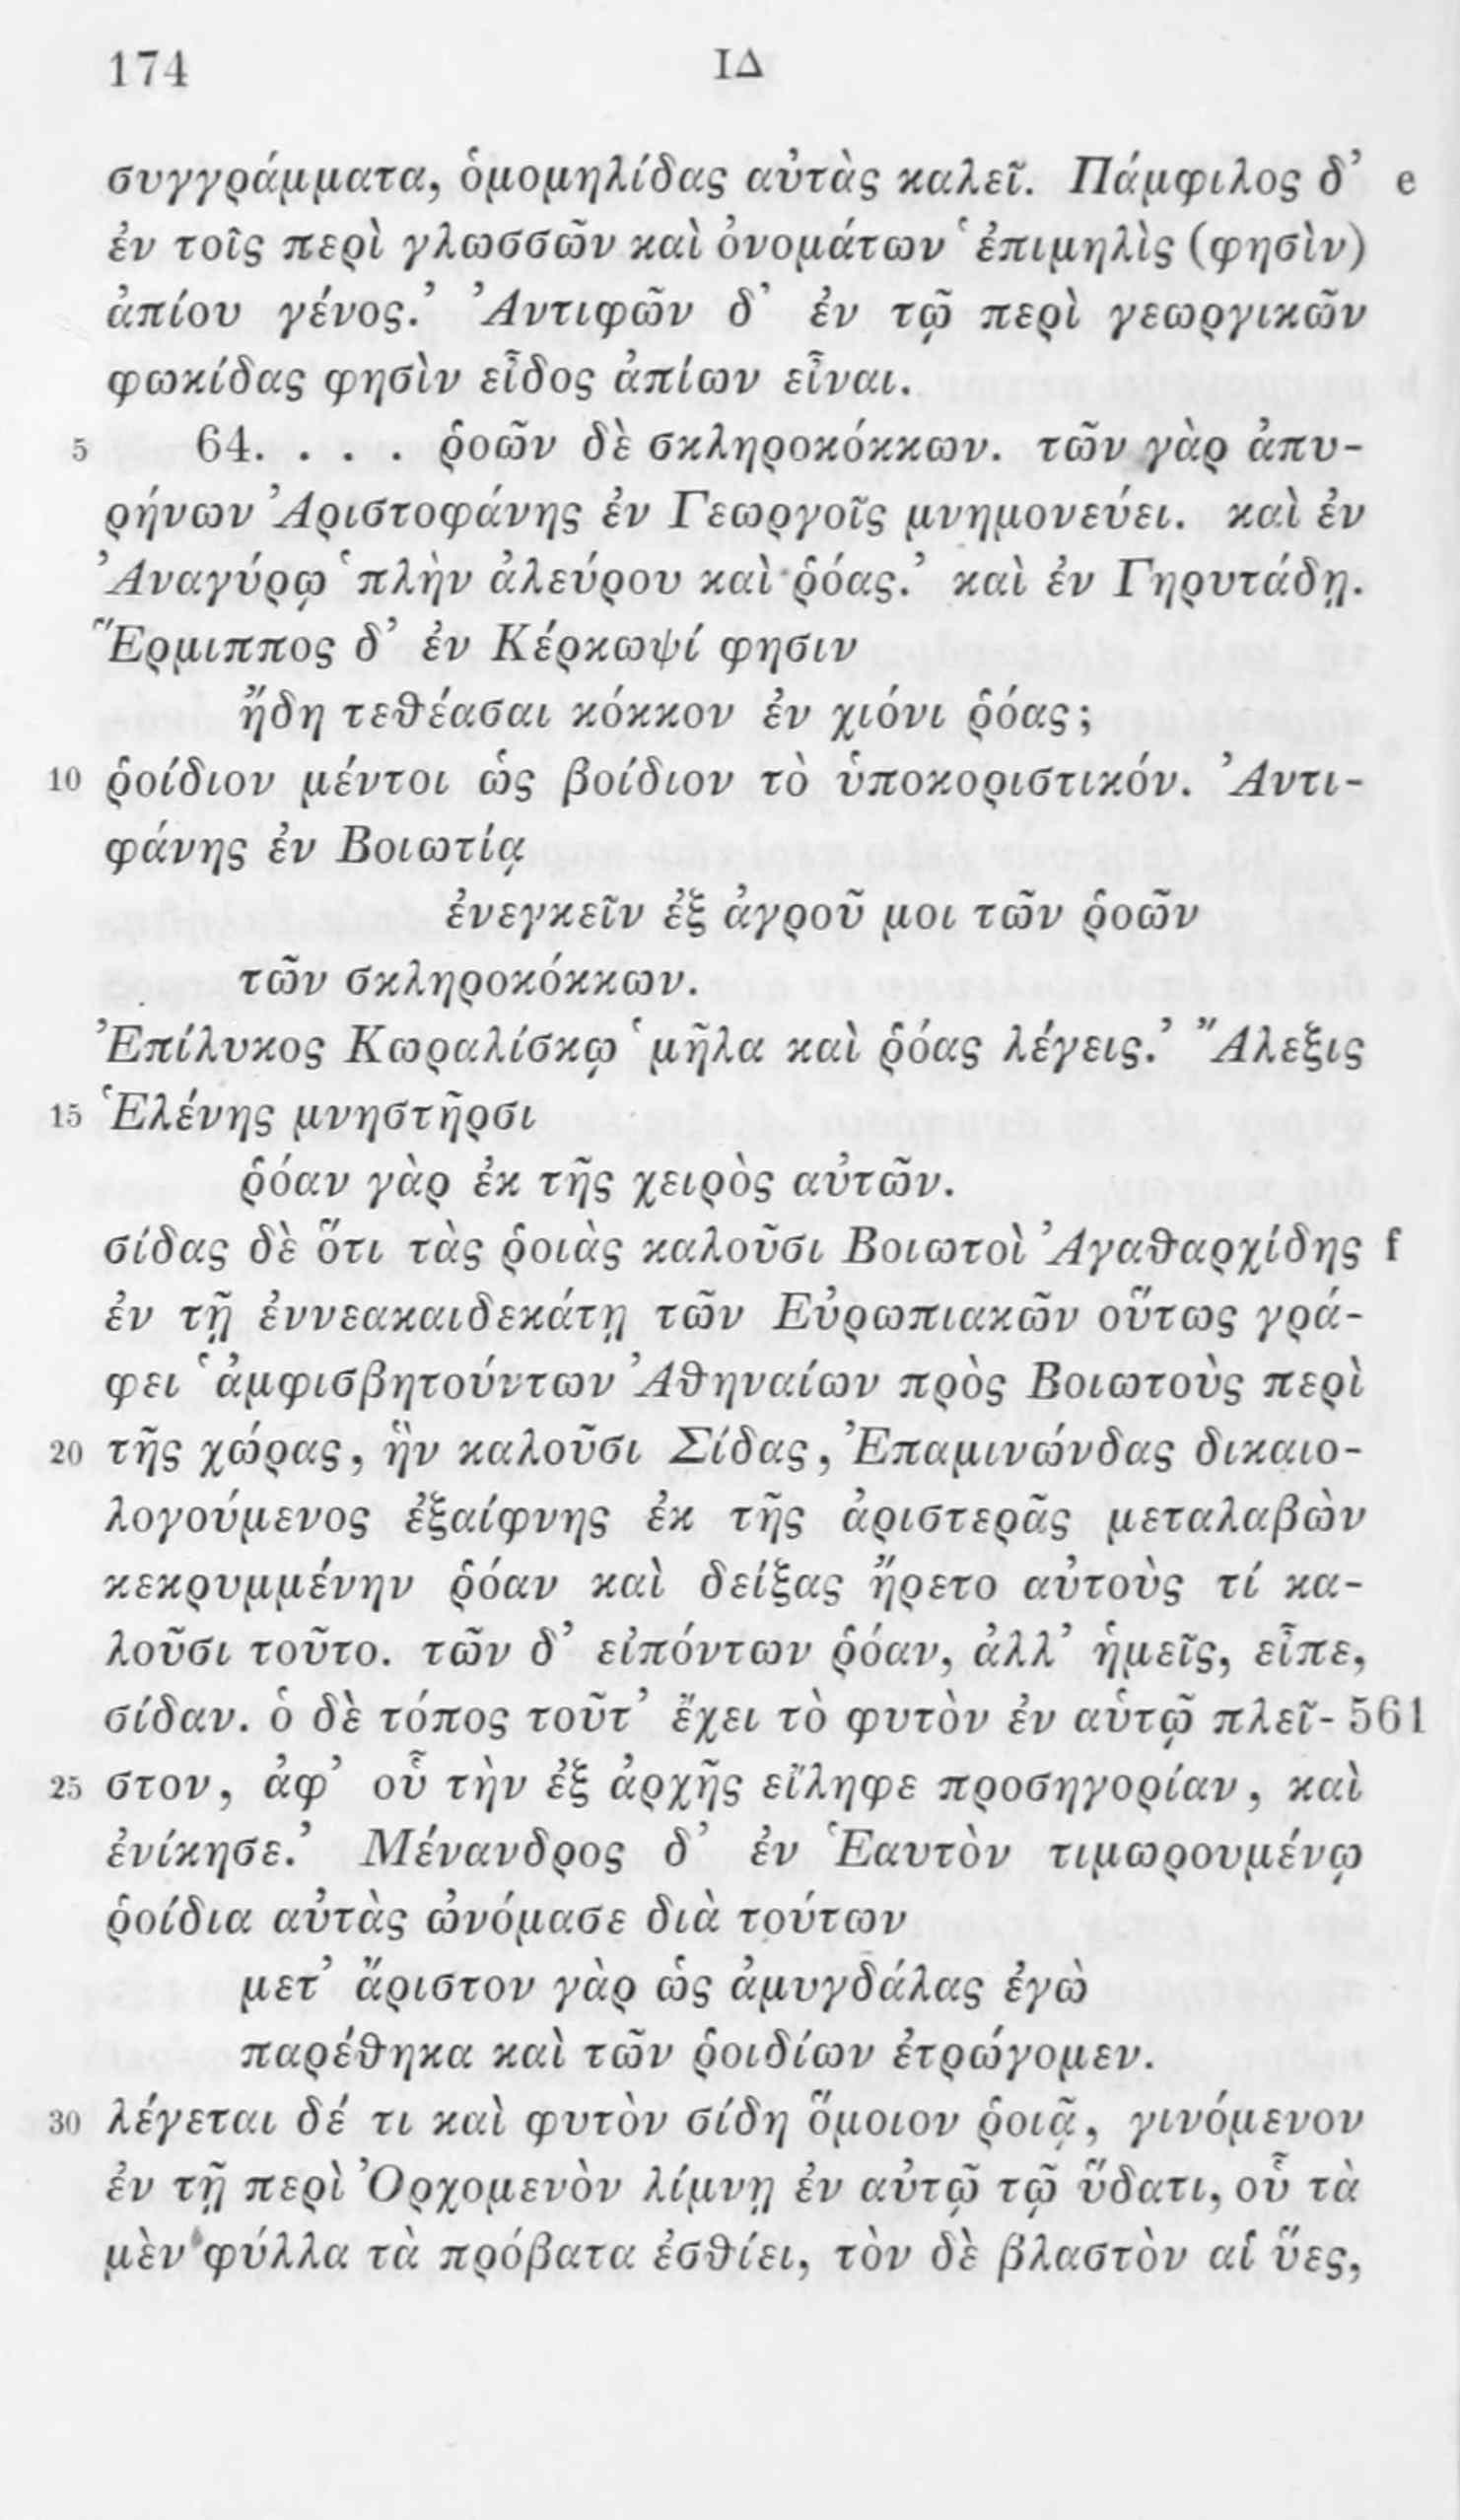 174 ΙΔ
συγγράμματα, ὁμομηλίδας αὐτὰς καλεῖ. Πάμφιλος δ’ e
ἐν τοῖς περὶ γλωσσῶν καὶ ὀνομάτων ‘ἐπιμηλὶς (φησὶν)
ἀπίου γένος.’ Ἀντιφῶν δ’ ἐν τῷ περὶ γεωργικῶν
φωκίδας φησὶν εἶδος ἀπίων εἶναι.
5 64. . . . ῥοῶν δὲ σκληροκόκκων. τῶν γὰρ ἀπυ-
ρήνων Ἀριστοφάνης ἐν Γεωργοῖς μνημονεύει. καὶ ἐν
Ἀναγύρῳ ‘πλὴν ἀλεύρου καὶ ῥόας.’ καὶ ἐν Γηρυτάδῃ.
Ἕρμιππος δ’ ἐν Κέρκωψί φησιν
ἤδη τεθέασαι κόκκον ἐν χιόνι ῥόας;
10 ῥοίδιον μέντοι ὡς βοίδιον τὸ ὑποκοριστικόν. Ἀντι-
φάνης ἐν Βοιωτίᾳ
ἐνεγκεῖν ἐξ ἀγροῦ μοι τῶν ῥοῶν
τῶν σκληροκόκκων.
Ἐπίλυκος Κωραλίσκῳ ‘μῆλα καὶ ῥόας λέγεις.’ Ἄλεξις
15 Ἑλένης μνηστῆρσι
ῥόαν γὰρ ἐκ τῆς χειρὸς αὐτῶν.
σίδας δὲ ὅτι τὰς ῥοιὰς καλοῦσι Βοιωτοὶ Ἀγαθαρχίδης f
ἐν τῇ ἐννεακαιδεκάτῃ τῶν Εὐρωπιακῶν οὕτως γρά-
φει ‘ἀμφισβητούντων Ἀθηναίων πρὸς Βοιωτοὺς περὶ
20 τῆς χώρας, ἣν καλοῦσι Σίδας, Ἐπαμινώνδας δικαιο-
λογούμενος ἐξαίφνης ἐκ τῆς ἀριστερᾶς μεταλαβὼν
κεκρυμμένην ῥόαν καὶ δείξας ἤρετο αὐτοὺς τί κα-
λοῦσι τοῦτο. τῶν δ’ εἰπόντων ῥόαν, ἀλλ’ ἡμεῖς, εἶπε,
σίδαν. ὁ δὲ τόπος τοῦτ’ ἔχει τὸ φυτὸν ἐν αὑτῷ πλεῖ- 561
25 στον, ἀφ’ οὗ τὴν ἐξ ἀρχῆς εἴληφε προσηγορίαν, καὶ
ἐνίκησε.’ Μένανδρος δ’ ἐν Ἑαυτὸν τιμωρουμένῳ
ῥοίδια αὐτὰς ὠνόμασε διὰ τούτων
μετ’ ἄριστον γὰρ ὡς ἀμυγδάλας ἐγὼ
παρέθηκα καὶ τῶν ῥοιδίων ἐτρώγομεν.
30 λέγεται δέ τι καὶ φυτὸν σίδη ὅμοιον ῥοιᾷ, γινόμενον
ἐν τῇ περὶ Ὀρχομενὸν λίμνῃ ἐν αὐτῷ τῷ ὕδατι, οὗ τὰ
μὲν φύλλα τὰ πρόβατα ἐσθίει, τὸν δὲ βλαστὸν αἱ ὕες,